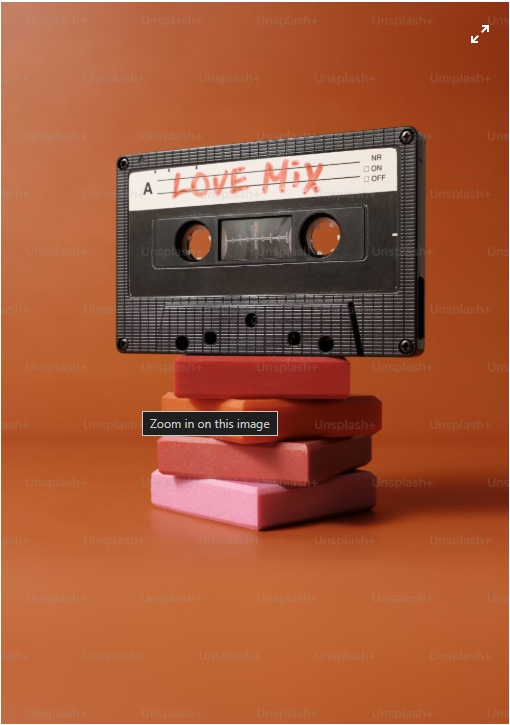 Unsplash+
A LOVE MiX
NR
ON
OFF
Zoom in on this image